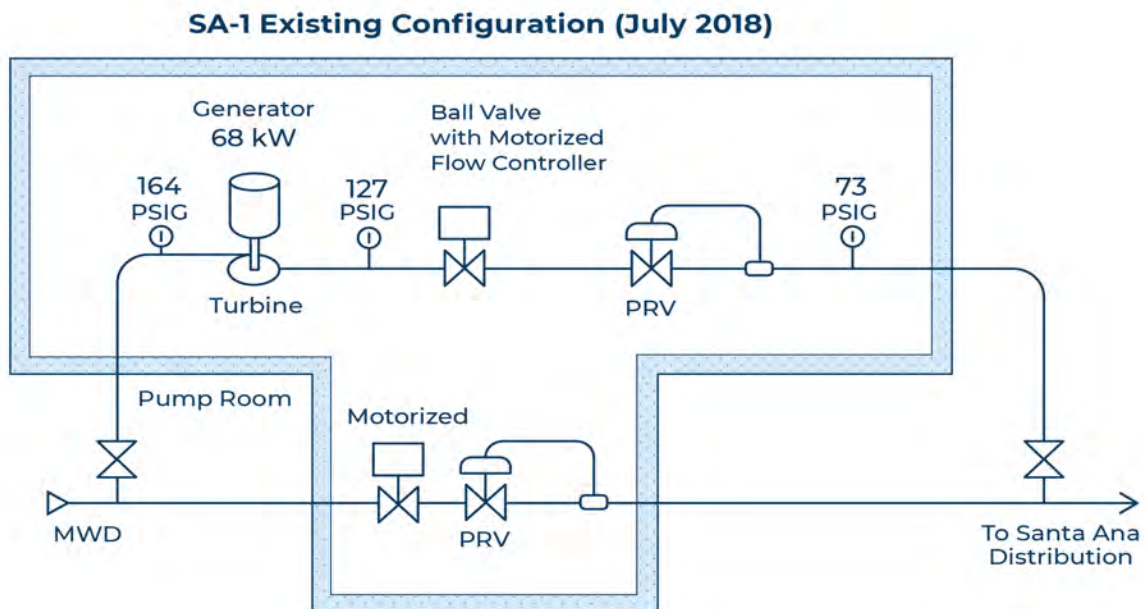 SA-1 Existing Configuration (July 2018)
Generator
68 kW
Ball Valve
with Motorized
Flow Controller
164
PSIG
127
PSIG
73
PSIG
Turbine
PRV
Pump Room
Motorized
MWD
PRV
To Santa Ana
Distribution